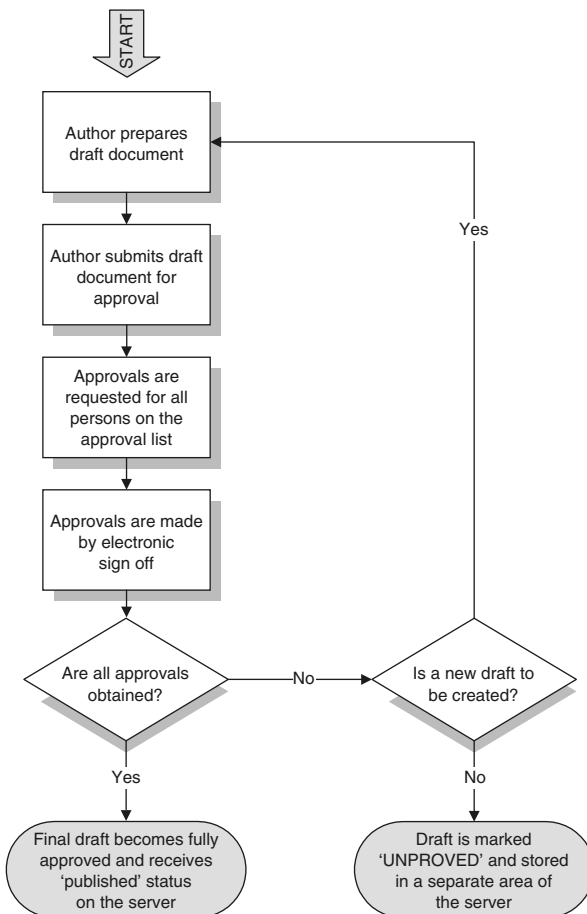 START
Author prepares
draft document
Author submits draft
document for
approval
Approvals are
requested for all
persons on the
approval list
Approvals are made
by electronic
sign off
Are all approvals
obtained?
No
Is a new draft to
be created?
Yes
Yes
No
Final draft becomes fully
approved and receives
‘published’ status
on the server
Draft is marked
‘UNPROVED’ and stored
in a separate area of
the server